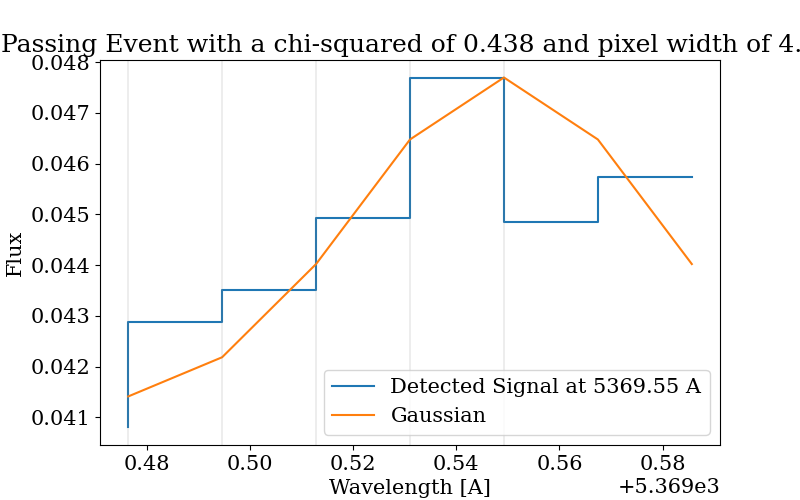 Passing Event with a chi-squared of 0.438 and pixel width of 4.
0.048
0.047
0.046
0.045
0.044
0.043
0.042
0.041
Flux
Detected Signal at 5369.55 A
Gaussian
0.48 0.50 0.52 0.54 0.56 0.58
Wavelength [A]
+5.369e3